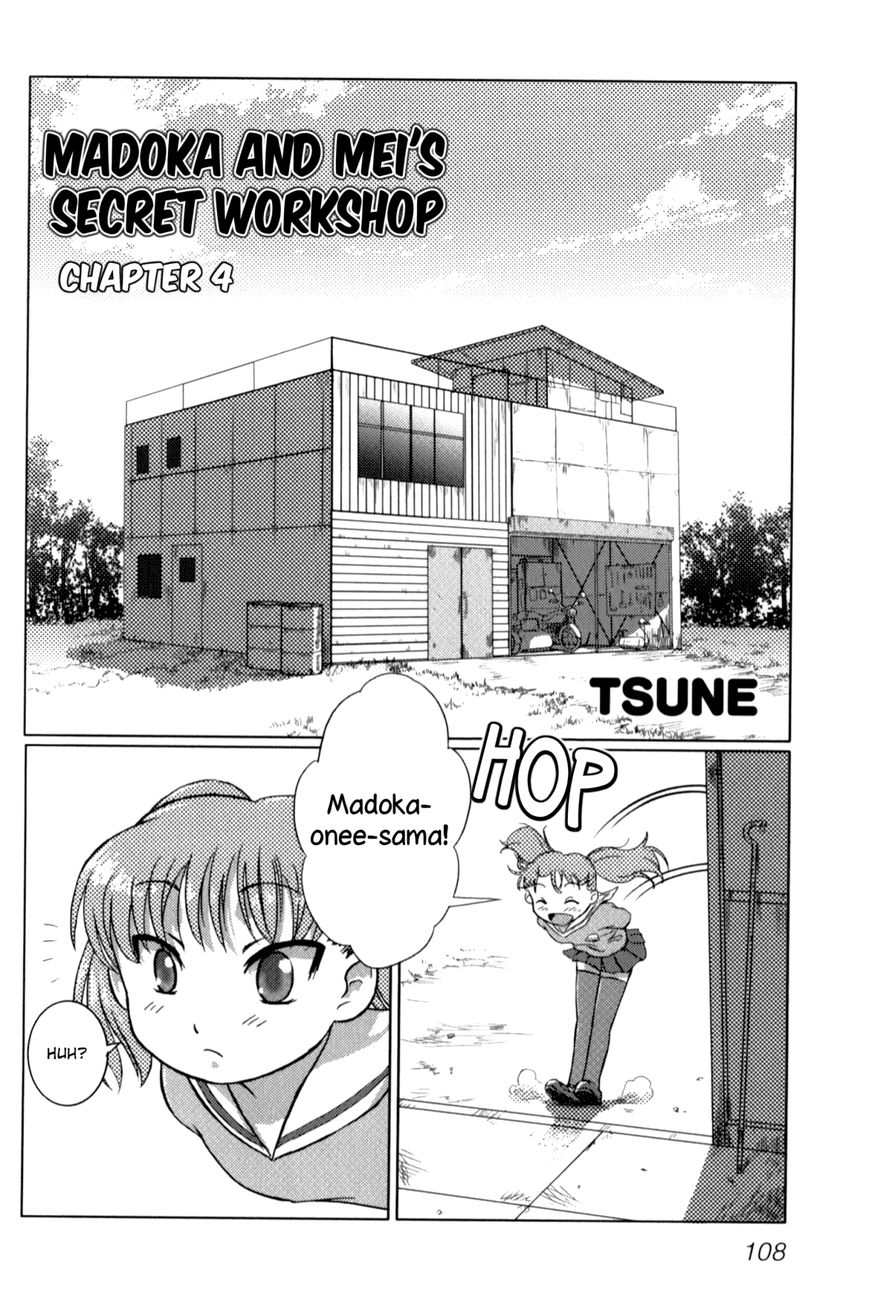 MADOKA AND MEI'S
SECRET WORKSHOP
CHAPTER 4
TSUNE
HOP
Madoka-
onee-sama!
HUH?
108